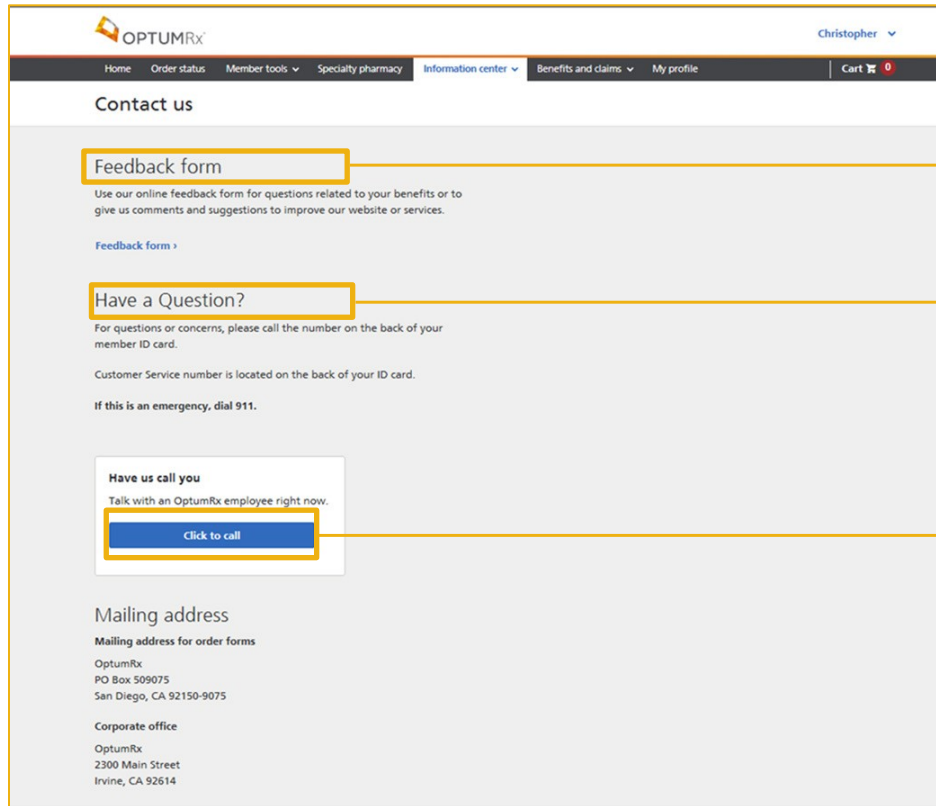 OPTUMRx
Christopher
Home Order status Member tools Specialty pharmacy Information center Benefits and claims My profile Cart 0
Contact us
Feedback form
Use our online feedback form for questions related to your benefits or to
give us comments and suggestions to improve our website or services.
Feedback form ›
Have a Question?
For questions or concerns, please call the number on the back of your
member ID card.
Customer Service number is located on the back of your ID card.
If this is an emergency, dial 911.
Have us call you
Talk with an OptumRx employee right now.
Click to call
Mailing address
Mailing address for order forms
OptumRx
PO Box 509075
San Diego, CA 92150-9075
Corporate office
OptumRx
2300 Main Street
Irvine, CA 92614